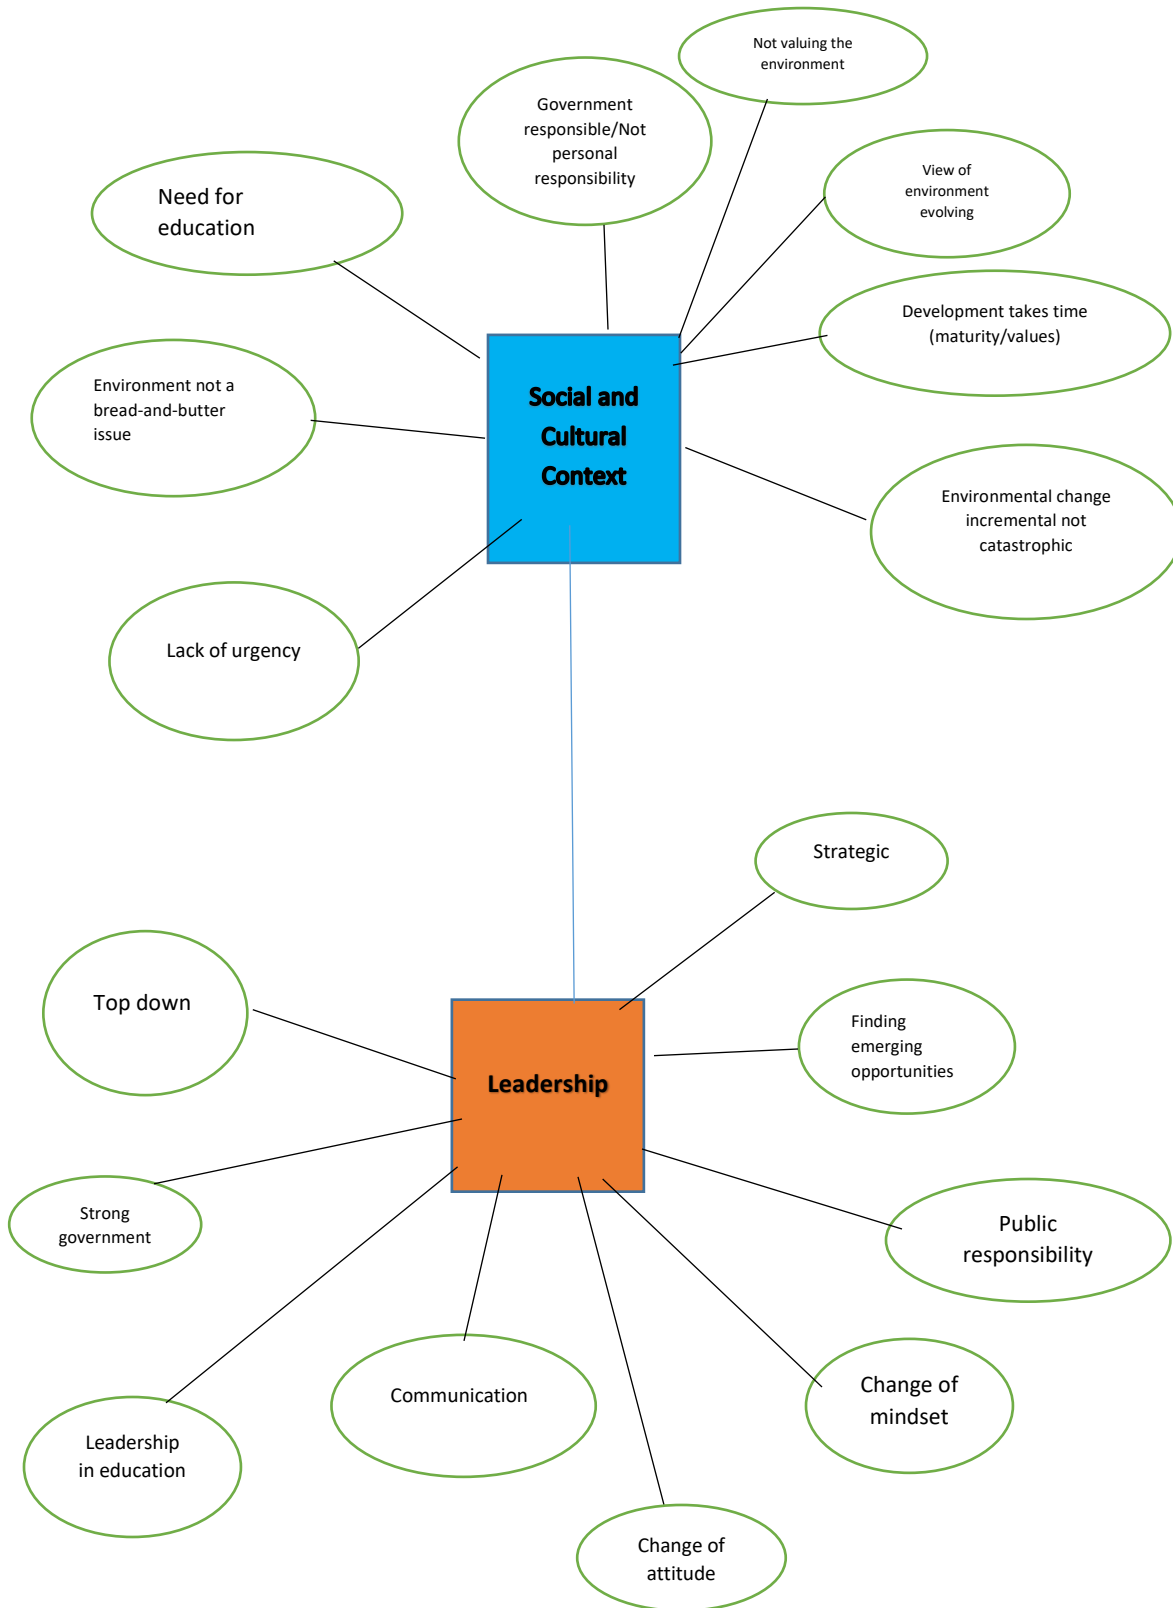 Not valuing the
environment
Government
responsible/Not
personal
responsibility
View of
environment
evolving
Need for
education
Development takes time
(maturity/values)
Environment not a
bread-and-butter
issue
Social and
Cultural
Context
Environmental change
incremental not
catastrophic
Lack of urgency
Strategic
Top down
Finding
emerging
opportunities
Leadership
Strong
government
Public
responsibility
Communication
Change of
mindset
Leadership
in education
Change of
attitude